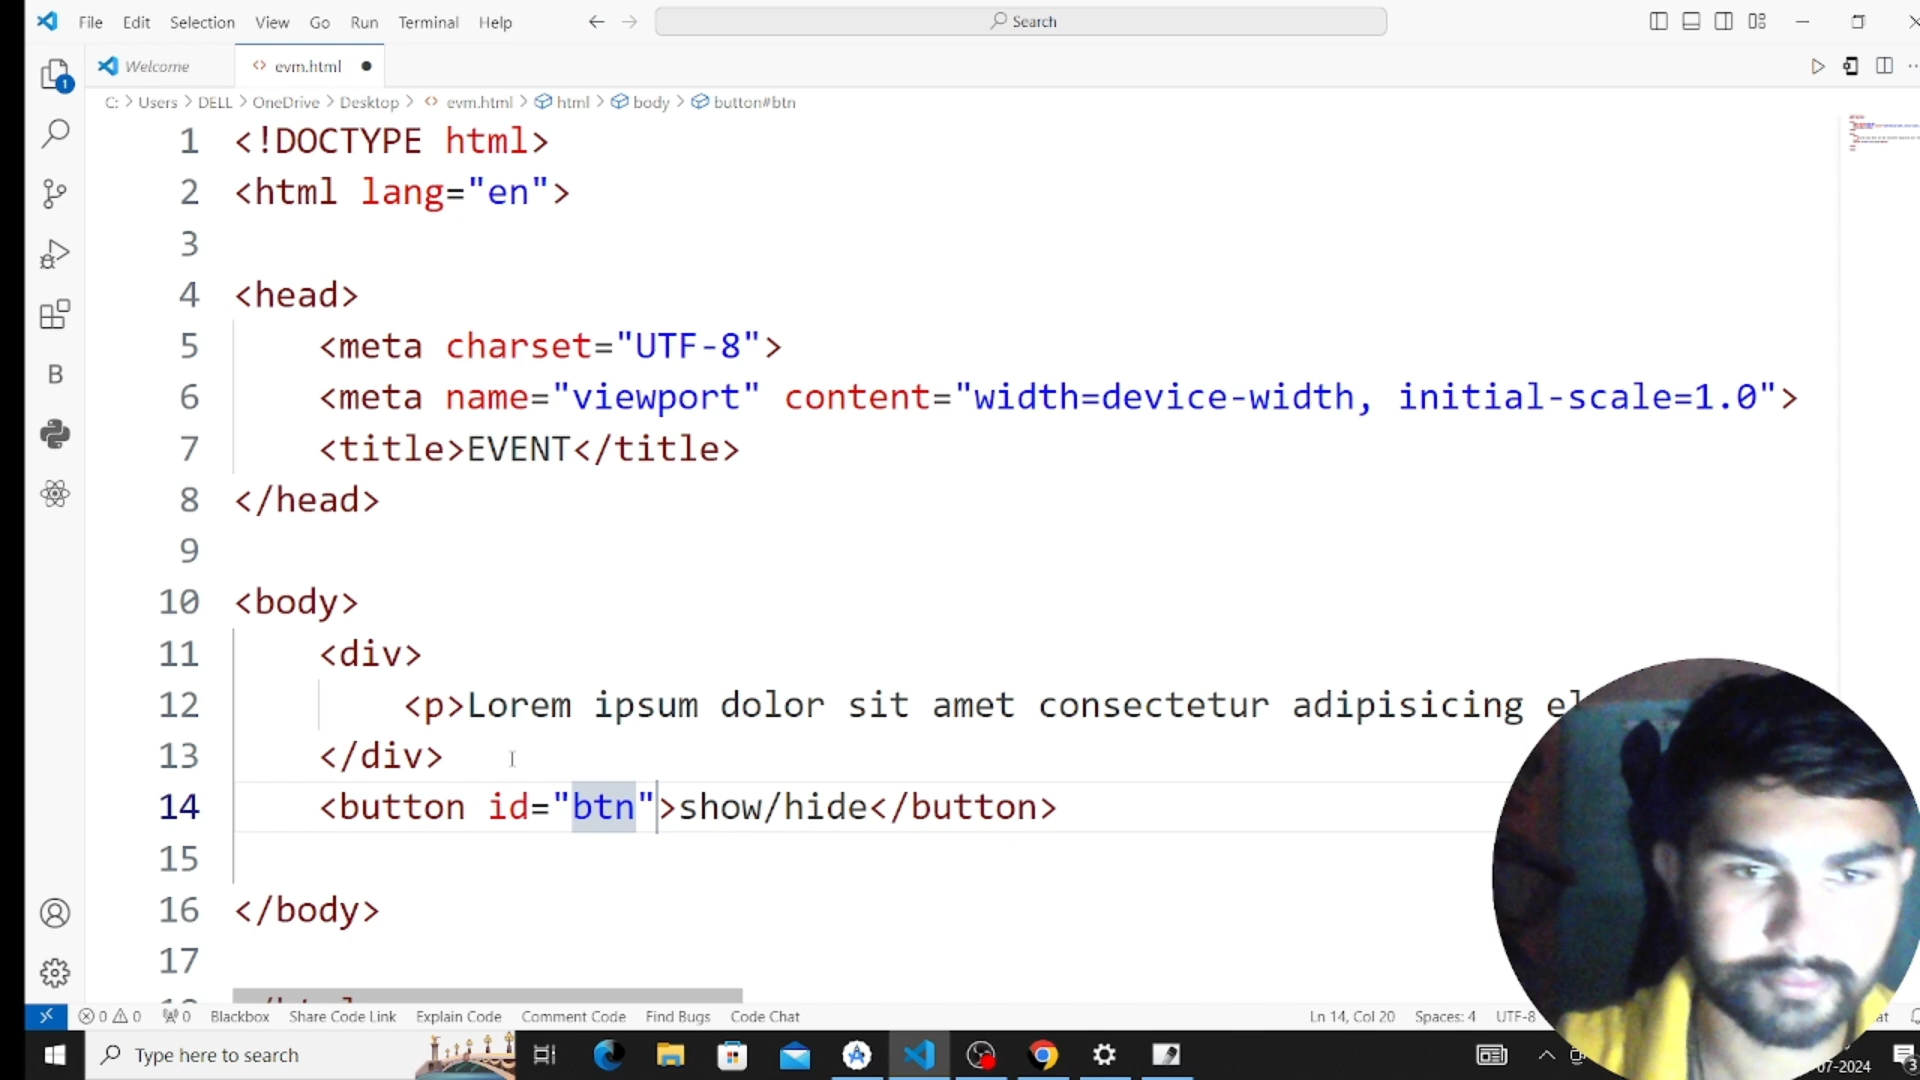 File Edit Selection View Go Run Terminal Help
Search
Welcome
evm.html
C: > Users > DELL > OneDrive > Desktop > evm.html > html > body > button#btn
1 <!DOCTYPE html>
2 <html lang="en">
3
4 <head>
5 <meta charset="UTF-8">
6 <meta name="viewport" content="width=device-width, initial-scale=1.0">
7 <title>EVENT</title>
8 </head>
9
10 <body>
11 <div>
12 <p>Lorem ipsum dolor sit amet consectetur adipisicing
13 </div>
14 <button id="btn">show/hide</button>
15
16 </body>
17
0 0 0 Blackbox Share Code Link Explain Code Comment Code Find Bugs Code Chat Ln 14, Col 20 Spaces: 4 UTF-8
Type here to search
07-2024